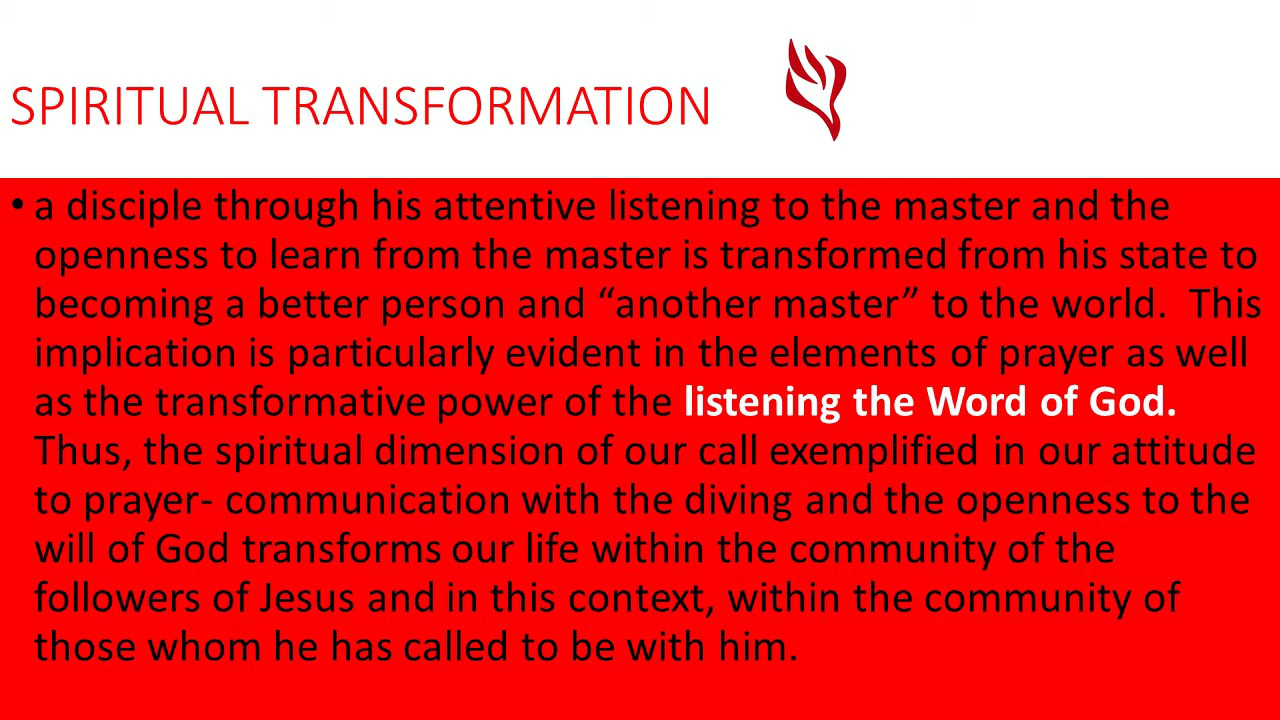 SPIRITUAL TRANSFORMATION
• a disciple through his attentive listening to the master and the
openness to learn from the master is transformed from his state to
becoming a better person and “another master” to the world.  This
implication is particularly evident in the elements of prayer as well
as the transformative power of the listening the Word of God.
Thus, the spiritual dimension of our call exemplified in our attitude
to prayer- communication with the diving and the openness to the
will of God transforms our life within the community of the
followers of Jesus and in this context, within the community of
those whom he has called to be with him.